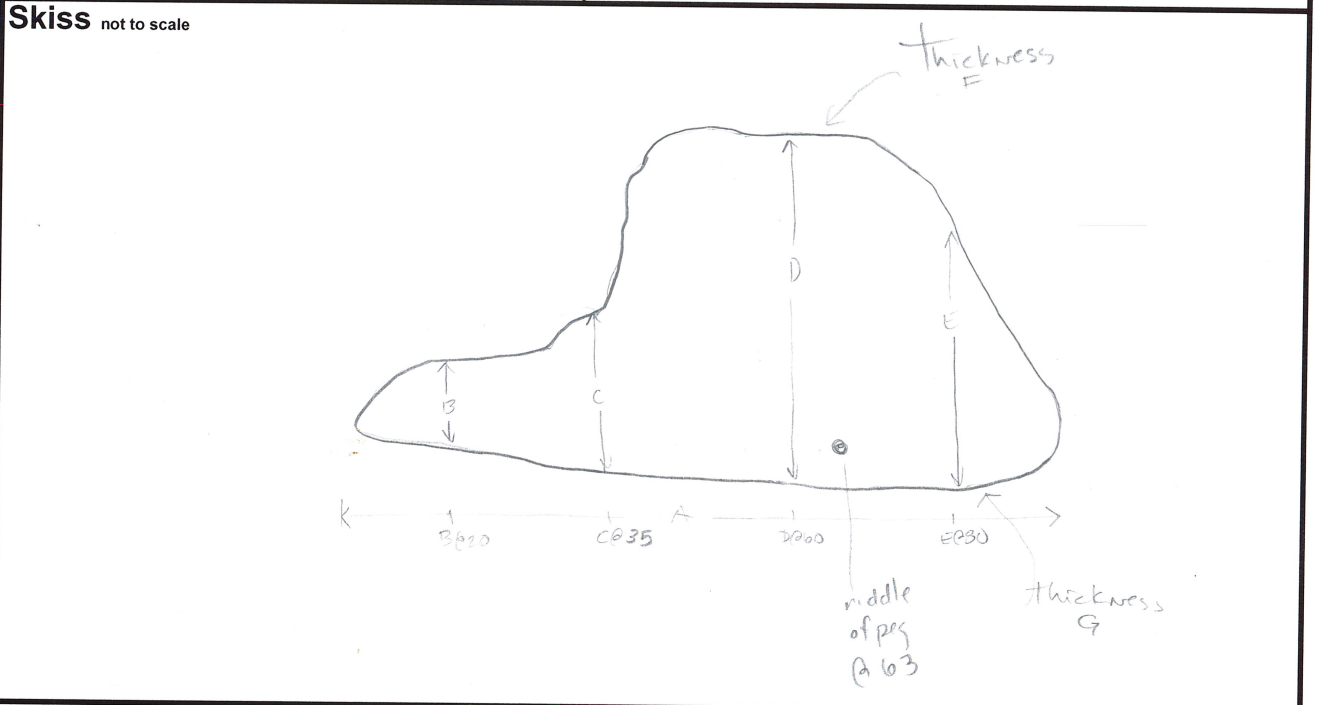 Skiss not to scale
thickness
F
D
E
B
C
A
B@20
C@35
D@60
E@80
middle
of peg
@ 63
thickness
G